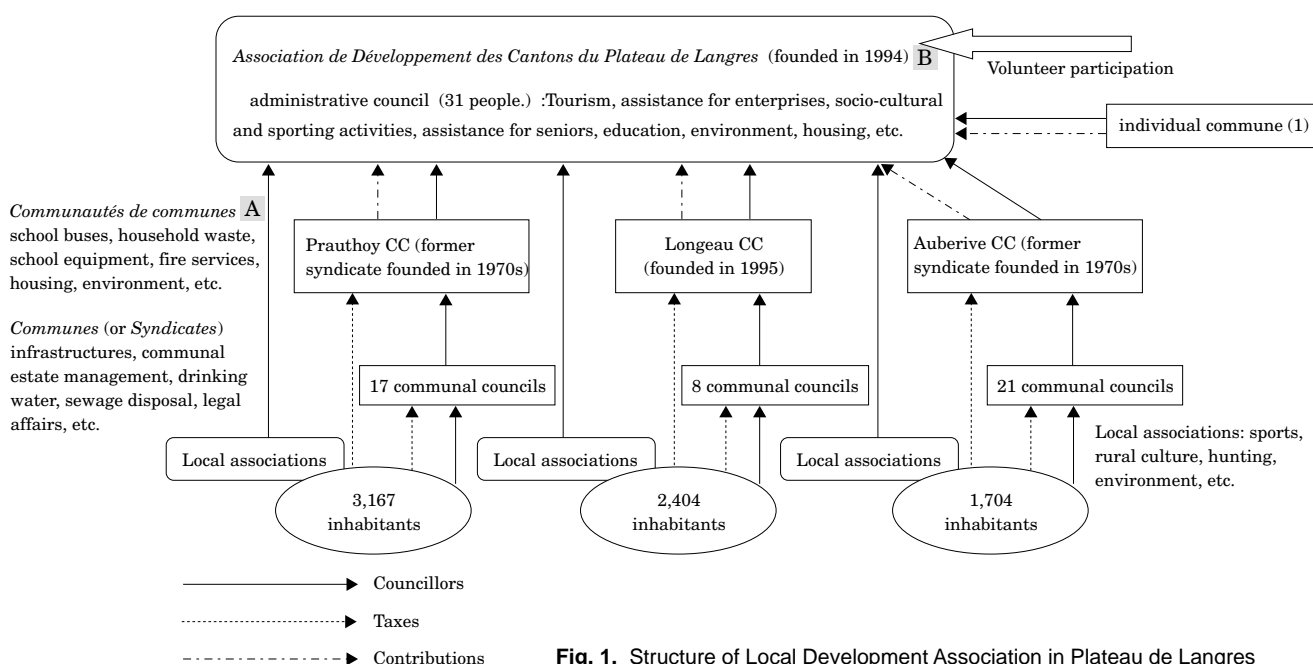 Association de Développement des Cantons du Plateau de Langres (founded in 1994) B
administrative council (31 people.) :Tourism, assistance for enterprises, socio-cultural
and sporting activities, assistance for seniors, education, environment, housing, etc.
Volunteer participation
individual commune (1)
Communautés de communes A
school buses, household waste,
school equipment, fire services,
housing, environment, etc.
Communes (or Syndicates)
infrastructures, communal
estate management, drinking
water, sewage disposal, legal
affairs, etc.
Prauthoy CC (former
syndicate founded in 1970s)
Longeau CC
(founded in 1995)
Auberive CC (former
syndicate founded in 1970s)
17 communal councils
8 communal councils
21 communal councils
Local associations
Local associations
Local associations
Local associations: sports,
rural culture, hunting,
environment, etc.
3,167
inhabitants
2,404
inhabitants
1,704
inhabitants
Councillors
Taxes
Contributions
Fig. 1. Structure of Local Development Association in Plateau de Langres